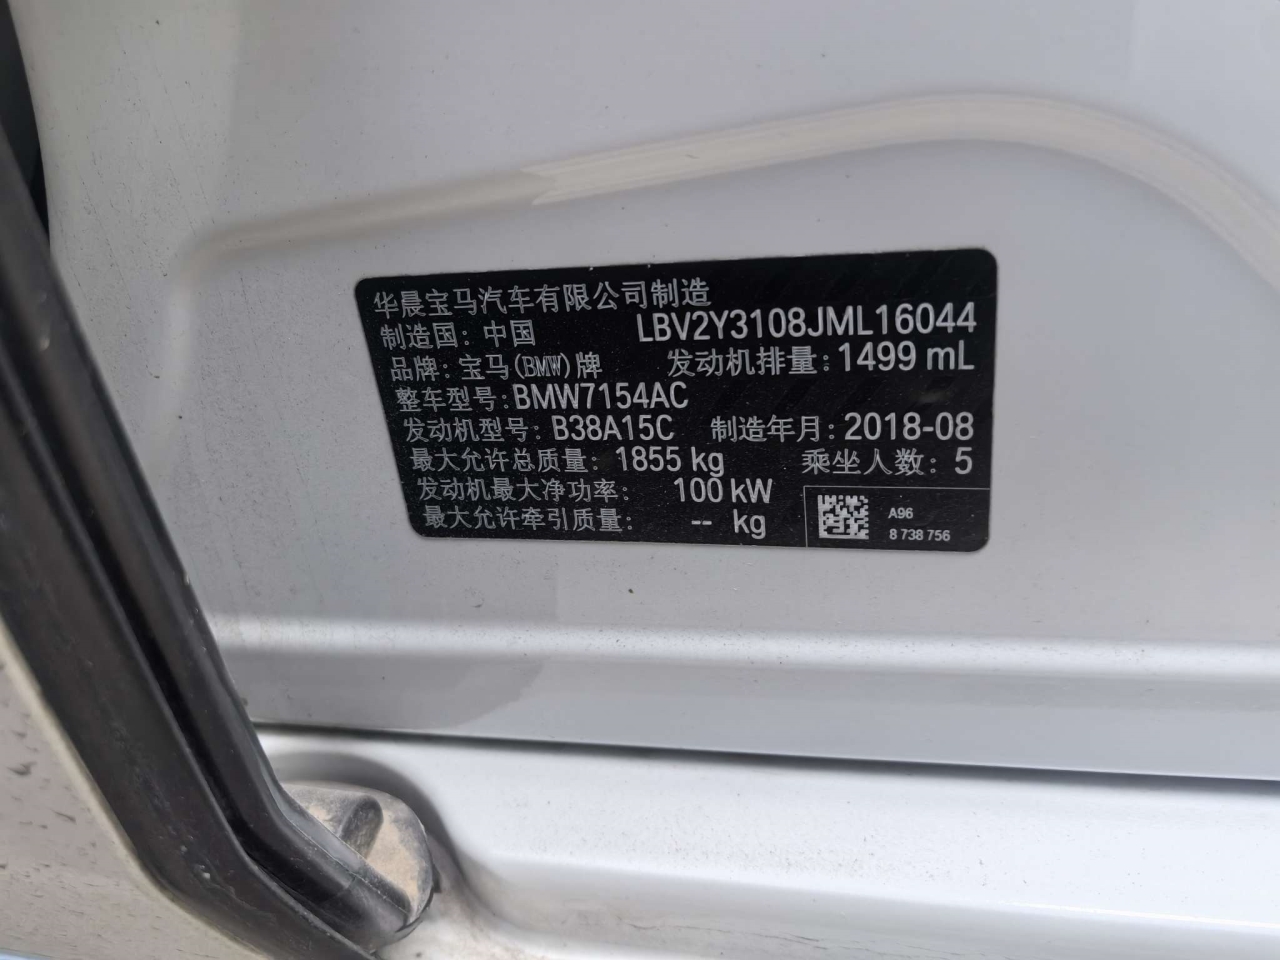 华晨宝马汽车有限公司制造
制造国: 中国 LBV2Y3108JML16044
品牌: 宝马(BMW)牌 发动机排量: 1499 mL
整车型号: BMW7154AC
发动机型号: B38A15C 制造年月: 2018-08
最大允许总质量: 1855 kg 乘坐人数: 5
发动机最大净功率: 100 kW
最大允许牵引质量: -- kg
A96
8 738 756